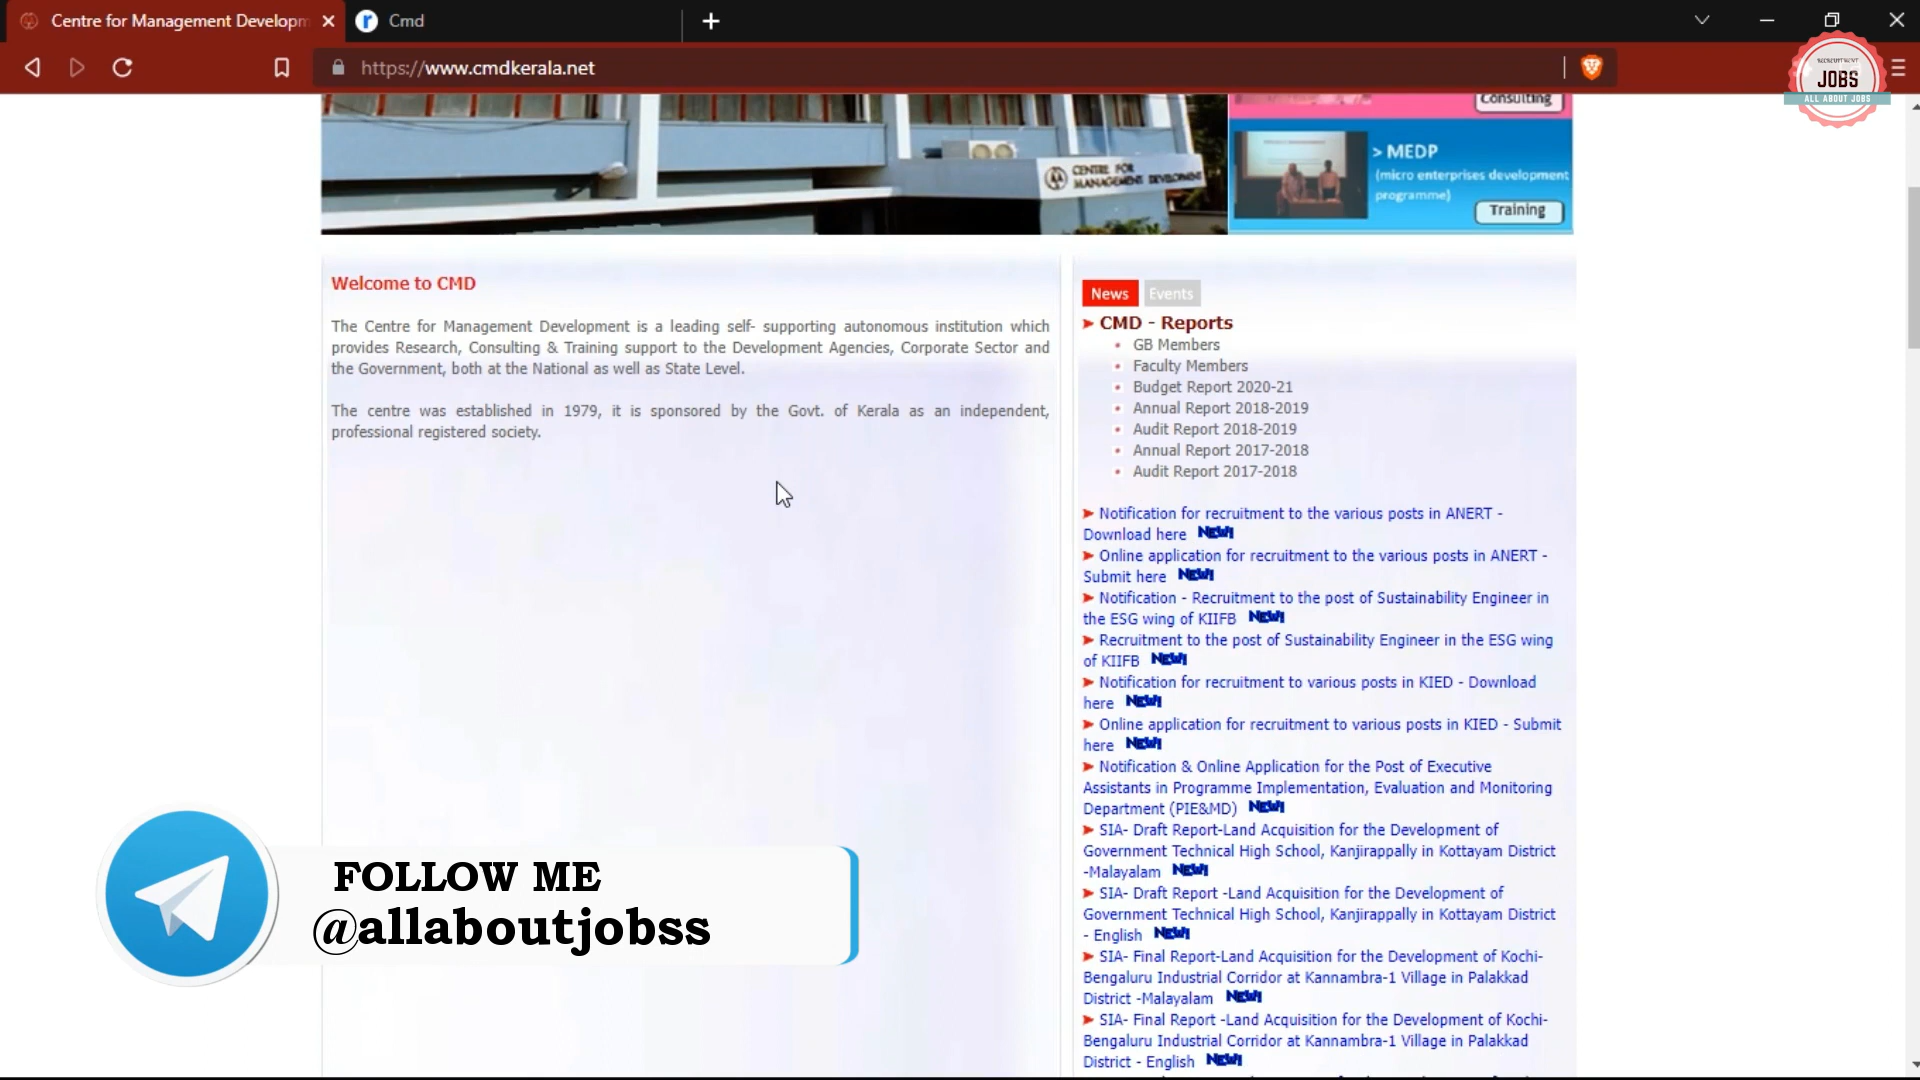 Centre for Management Developm
Cmd
https://www.cmdkerala.net
RECRUITMENT
JOBS
ALL ABOUT JOBS
Consulting
CENTRE FOR
MANAGEMENT DEVELOPMENT
> MEDP
(micro enterprises development
programme)
Training
Welcome to CMD
The Centre for Management Development is a leading self- supporting autonomous institution which
provides Research, Consulting & Training support to the Development Agencies, Corporate Sector and
the Government, both at the National as well as State Level.
The centre was established in 1979, it is sponsored by the Govt. of Kerala as an independent,
professional registered society.
News Events
CMD - Reports
GB Members
Faculty Members
Budget Report 2020-21
Annual Report 2018-2019
Audit Report 2018-2019
Annual Report 2017-2018
Audit Report 2017-2018
Notification for recruitment to the various posts in ANERT -
Download here NEW!
Online application for recruitment to the various posts in ANERT -
Submit here NEW!
Notification - Recruitment to the post of Sustainability Engineer in
the ESG wing of KIIFB NEW!
Recruitment to the post of Sustainability Engineer in the ESG wing
of KIIFB NEW!
Notification for recruitment to various posts in KIED - Download
here NEW!
Online application for recruitment to various posts in KIED - Submit
here NEW!
Notification & Online Application for the Post of Executive
Assistants in Programme Implementation, Evaluation and Monitoring
Department (PIE&MD) NEW!
SIA- Draft Report-Land Acquisition for the Development of
Government Technical High School, Kanjirappally in Kottayam District
-Malayalam NEW!
SIA- Draft Report -Land Acquisition for the Development of
Government Technical High School, Kanjirappally in Kottayam District
- English NEW!
SIA- Final Report-Land Acquisition for the Development of Kochi-
Bengaluru Industrial Corridor at Kannambra-1 Village in Palakkad
District -Malayalam NEW!
SIA- Final Report -Land Acquisition for the Development of Kochi-
Bengaluru Industrial Corridor at Kannambra-1 Village in Palakkad
District - English NEW!
FOLLOW ME
@allaboutjobss